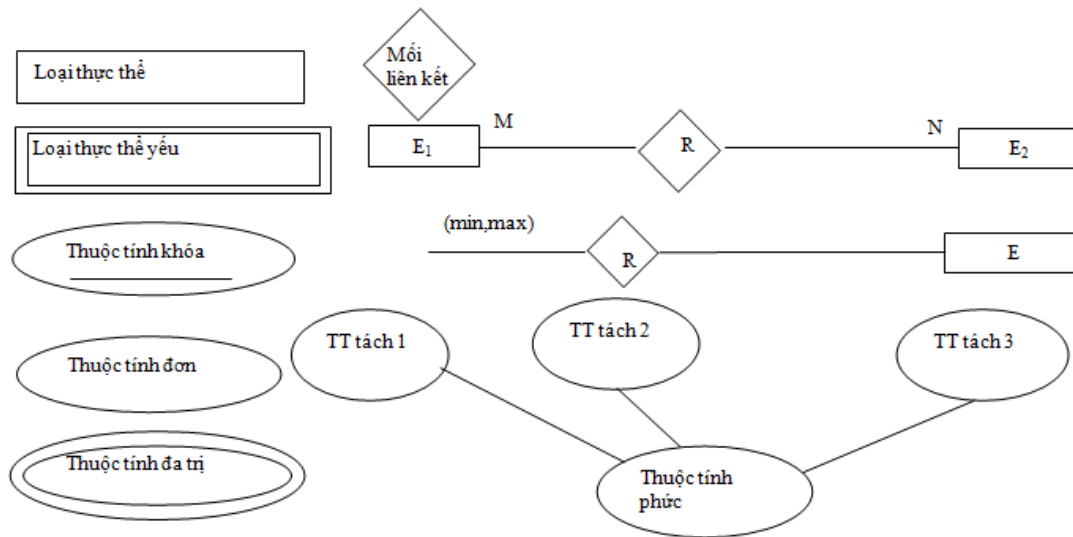 Loại thực thể
Mối
liên kết
Loại thực thể yếu
E₁
M
R
N
E₂
Thuộc tính khóa
(min,max)
R
E
Thuộc tính đơn
TT tách 1
TT tách 2
TT tách 3
Thuộc tính đa trị
Thuộc tính
phức